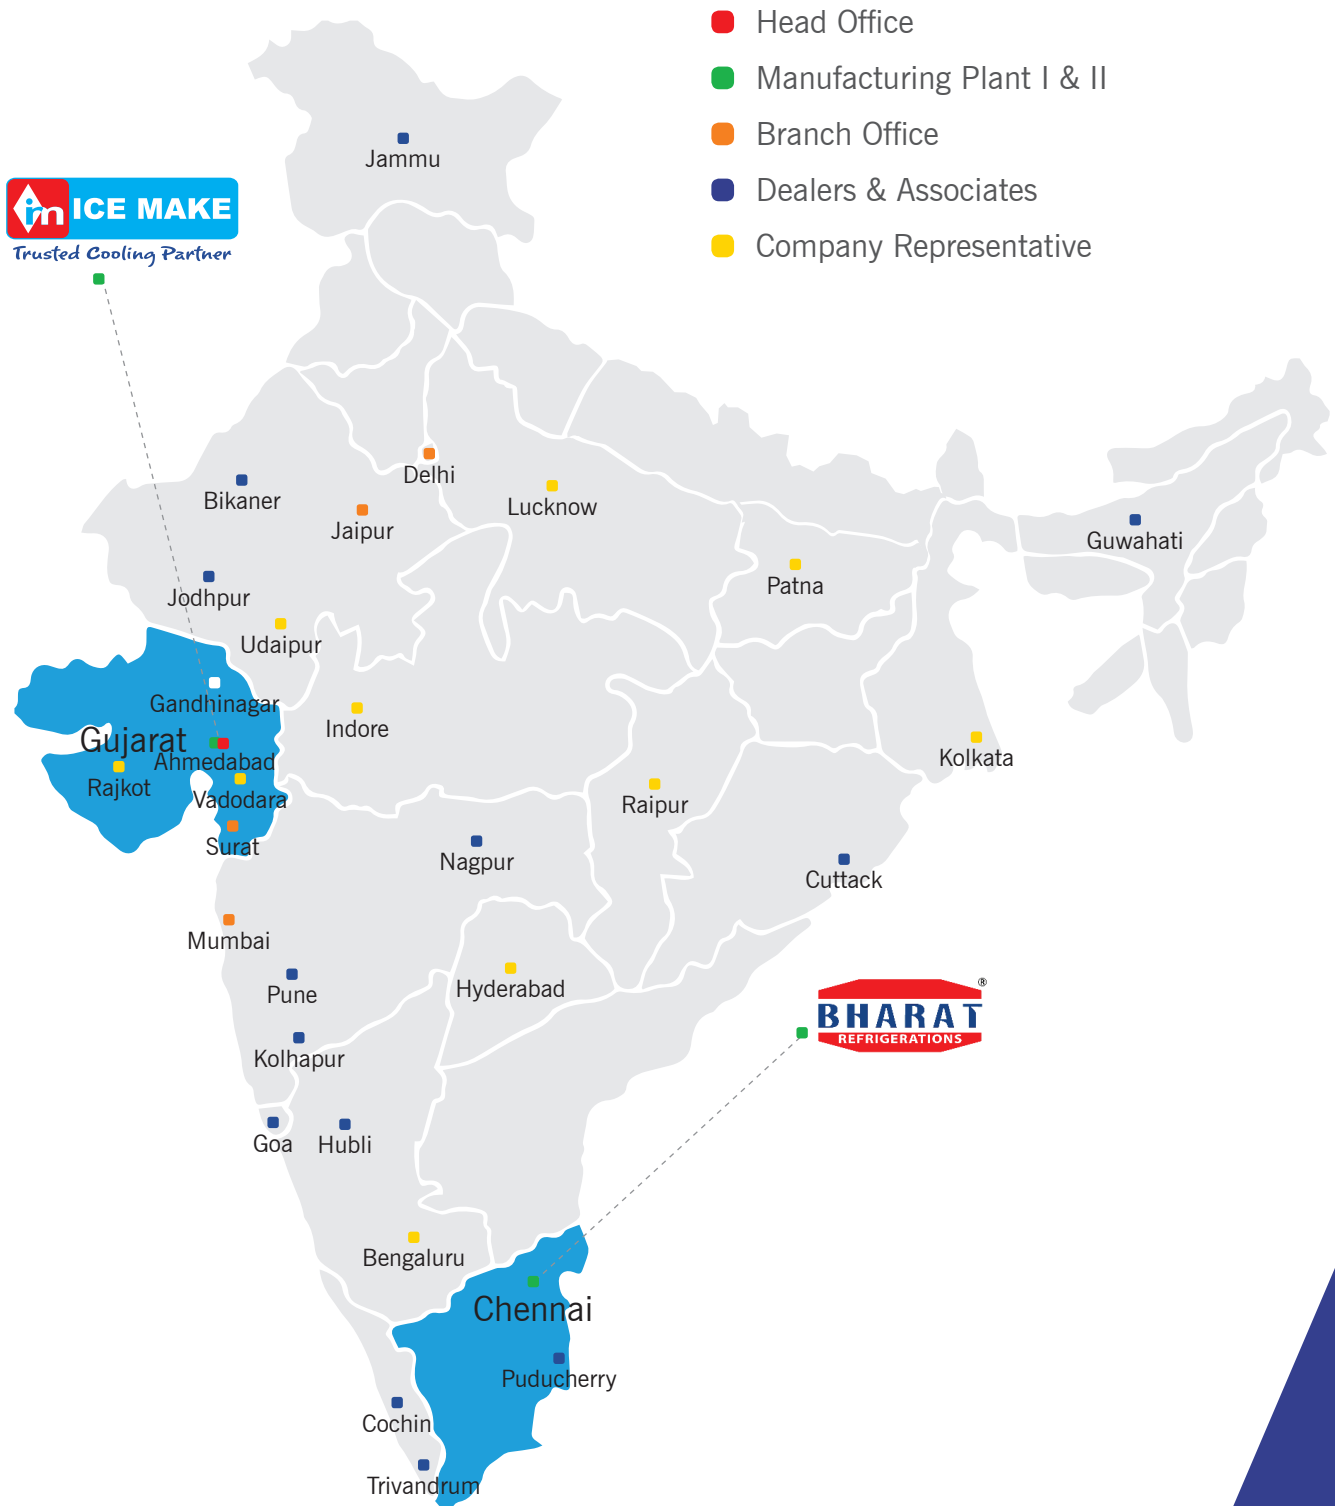 Head Office
Manufacturing Plant I & II
Branch Office
Dealers & Associates
Company Representative
Jammu
im ICE MAKE
Trusted Cooling Partner
Delhi
Bikaner
Lucknow
Jaipur
Guwahati
Patna
Jodhpur
Udaipur
Gandhinagar
Indore
Gujarat
Ahmedabad
Kolkata
Rajkot
Vadodara
Raipur
Surat
Nagpur
Cuttack
Mumbai
Pune
Hyderabad
BHARAT ®
REFRIGERATIONS
Kolhapur
Goa
Hubli
Bengaluru
Chennai
Puducherry
Cochin
Trivandrum